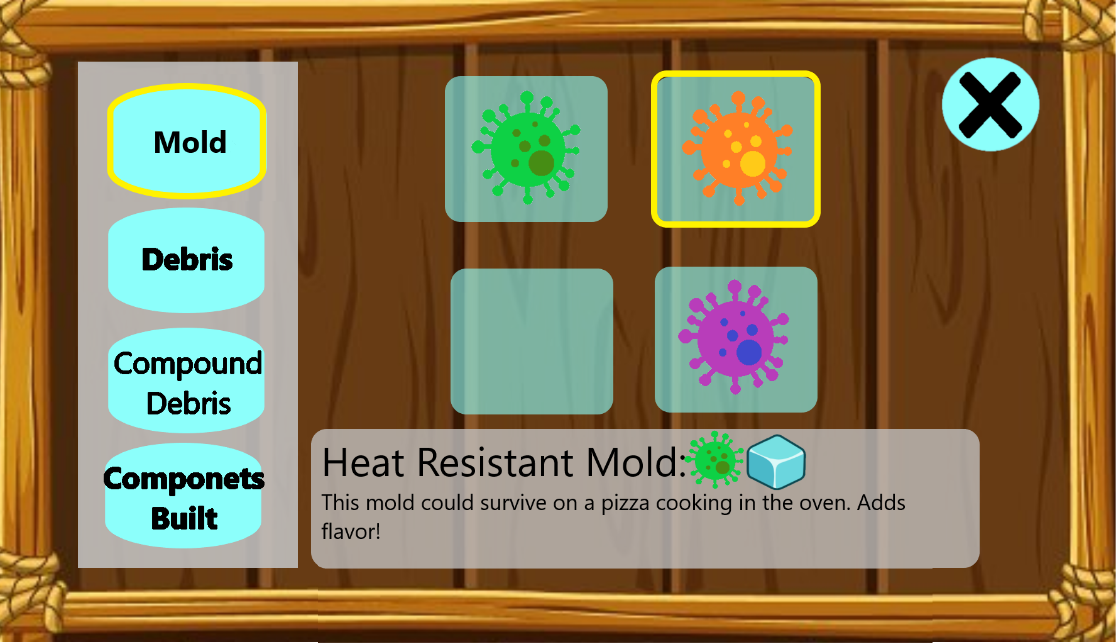 Mold
Debris
Compound
Debris
Componets
Built
Heat Resistant Mold:
This mold could survive on a pizza cooking in the oven. Adds
flavor!